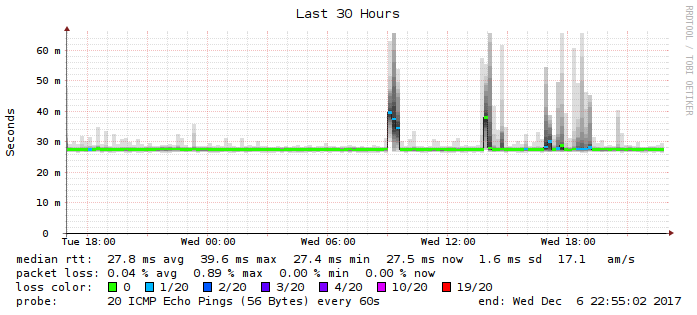 Last 30 Hours
RRDTOOL / TOBI OETIKER
Seconds
60 m
50 m
40 m
30 m
20 m
10 m
0
Tue 18:00 Wed 00:00 Wed 06:00 Wed 12:00 Wed 18:00
median rtt: 27.8 ms avg 39.6 ms max 27.4 ms min 27.5 ms now 1.6 ms sd 17.1 am/s
packet loss: 0.04 % avg 0.89 % max 0.00 % min 0.00 % now
loss color: 0 1/20 2/20 3/20 4/20 10/20 19/20
probe: 20 ICMP Echo Pings (56 Bytes) every 60s end: Wed Dec 6 22:55:02 2017